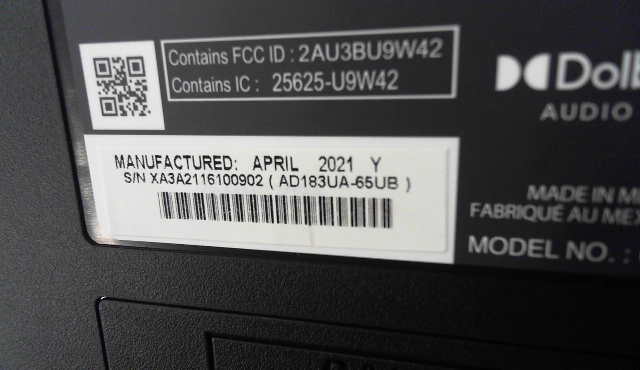 Contains FCC ID : 2AU3BU9W42
Contains IC : 25625-U9W42
AUDIO
MANUFACTURED: APRIL 2021 Y
S/N XA3A2116100902 ( AD183UA-65UB )
MADE IN
FABRIQUÉ AU
MODEL NO. :